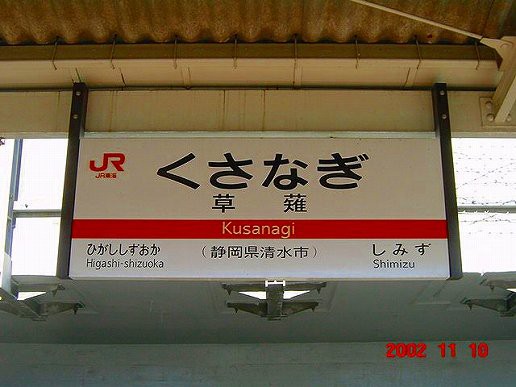 JR
JR東海
くさなぎ
草薙
Kusanagi
ひがししずおか
Higashi-shizuoka
（静岡県清水市）
しみず
Shimizu
2002 11 10